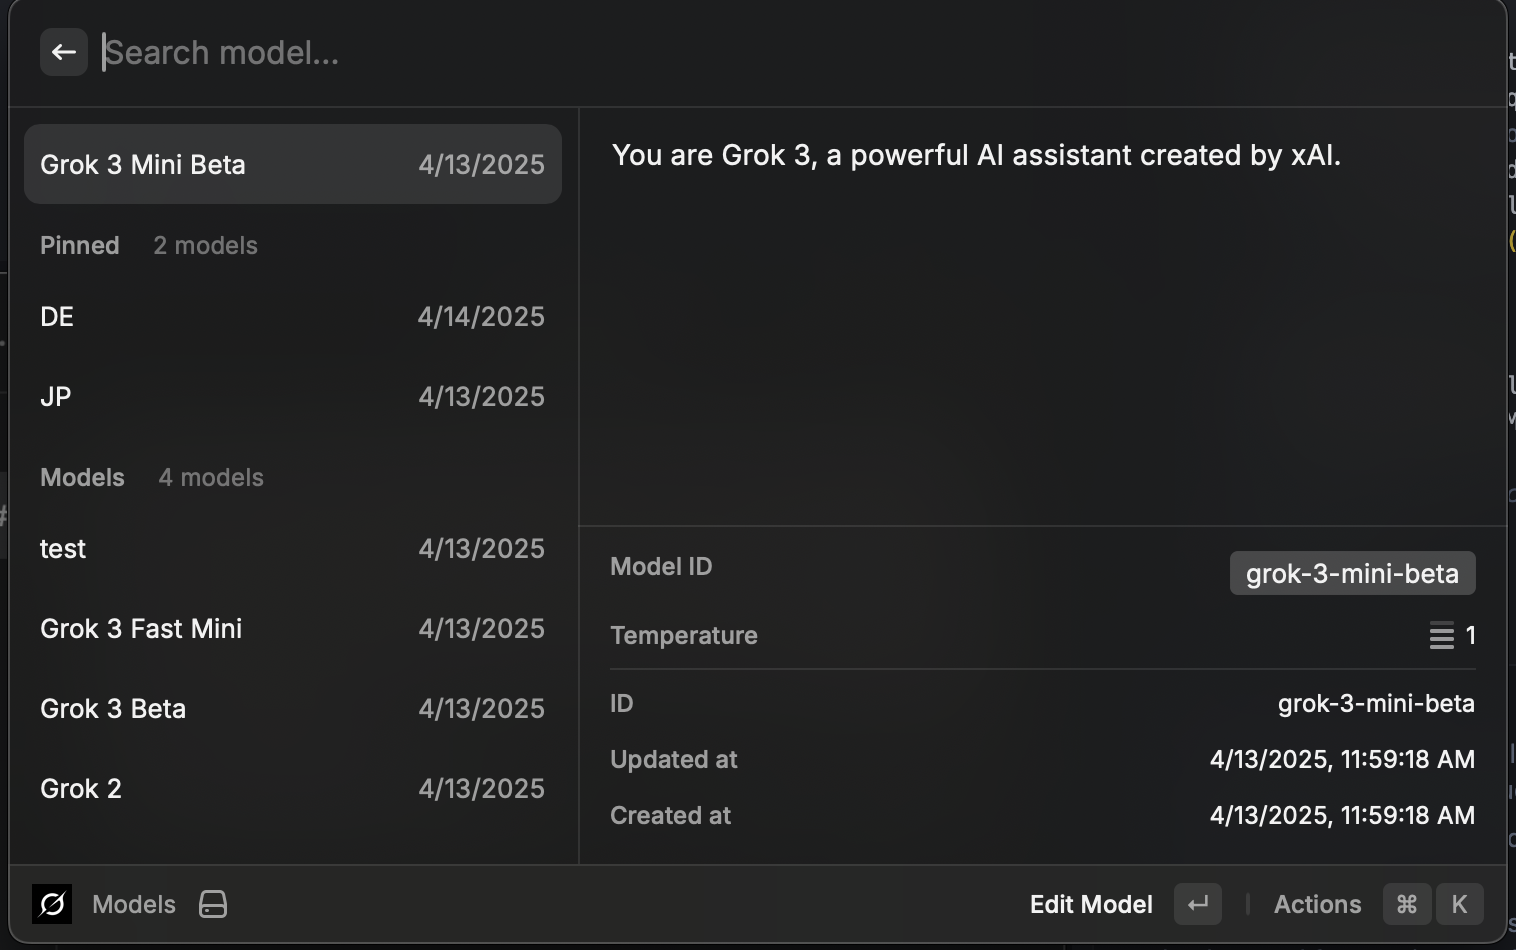 Search model...
Grok 3 Mini Beta 4/13/2025
Pinned 2 models
DE 4/14/2025
JP 4/13/2025
Models 4 models
test 4/13/2025
Grok 3 Fast Mini 4/13/2025
Grok 3 Beta 4/13/2025
Grok 2 4/13/2025
You are Grok 3, a powerful AI assistant created by xAI.
Model ID grok-3-mini-beta
Temperature 1
ID grok-3-mini-beta
Updated at 4/13/2025, 11:59:18 AM
Created at 4/13/2025, 11:59:18 AM
Models Edit Model ↵ | Actions ⌘ K